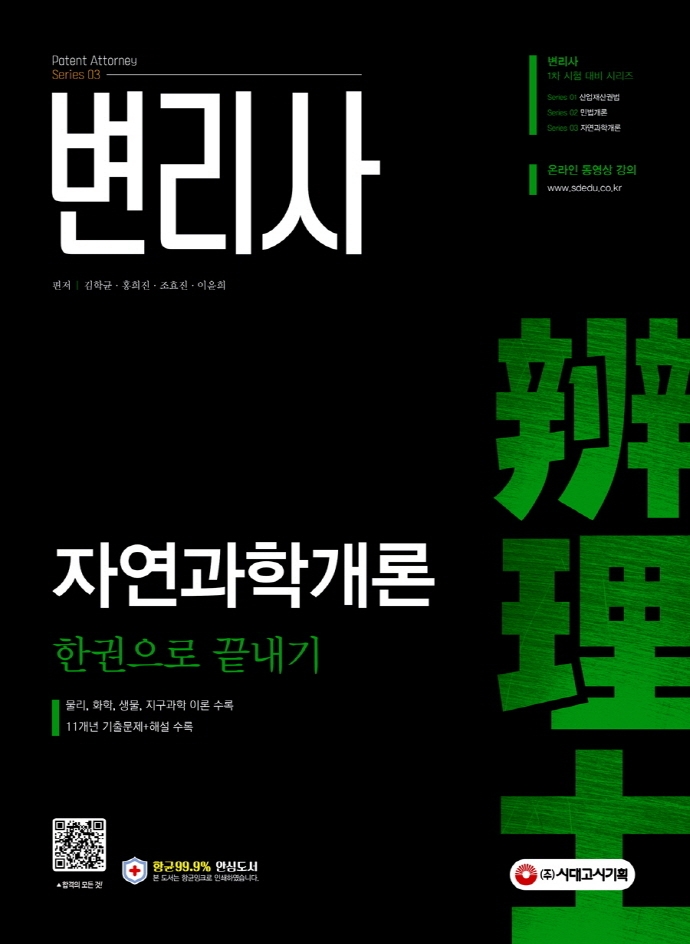 Patent Attorney
Series 03
변리사
편저 | 김학균 · 홍희진 · 조효진 · 이윤희
변리사
1차 시험 대비 시리즈
Series 01 산업재산권법
Series 02 민법개론
Series 03 자연과학개론
온라인 동영상 강의
www.sdedu.co.kr
辨
理
士
자연과학개론
한권으로 끝내기
물리, 화학, 생물, 지구과학 이론 수록
11개년 기출문제+해설 수록
▲합격의 모든 것!
항균99.9% 안심도서
본 도서는 항균잉크로 인쇄하였습니다.
(주)시대고시기획